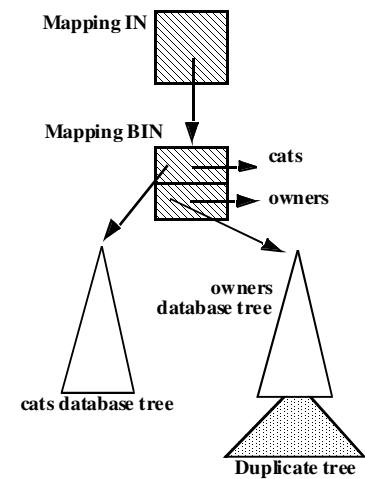 Mapping IN
Mapping BIN
cats
owners
owners
database tree
cats database tree
Duplicate tree